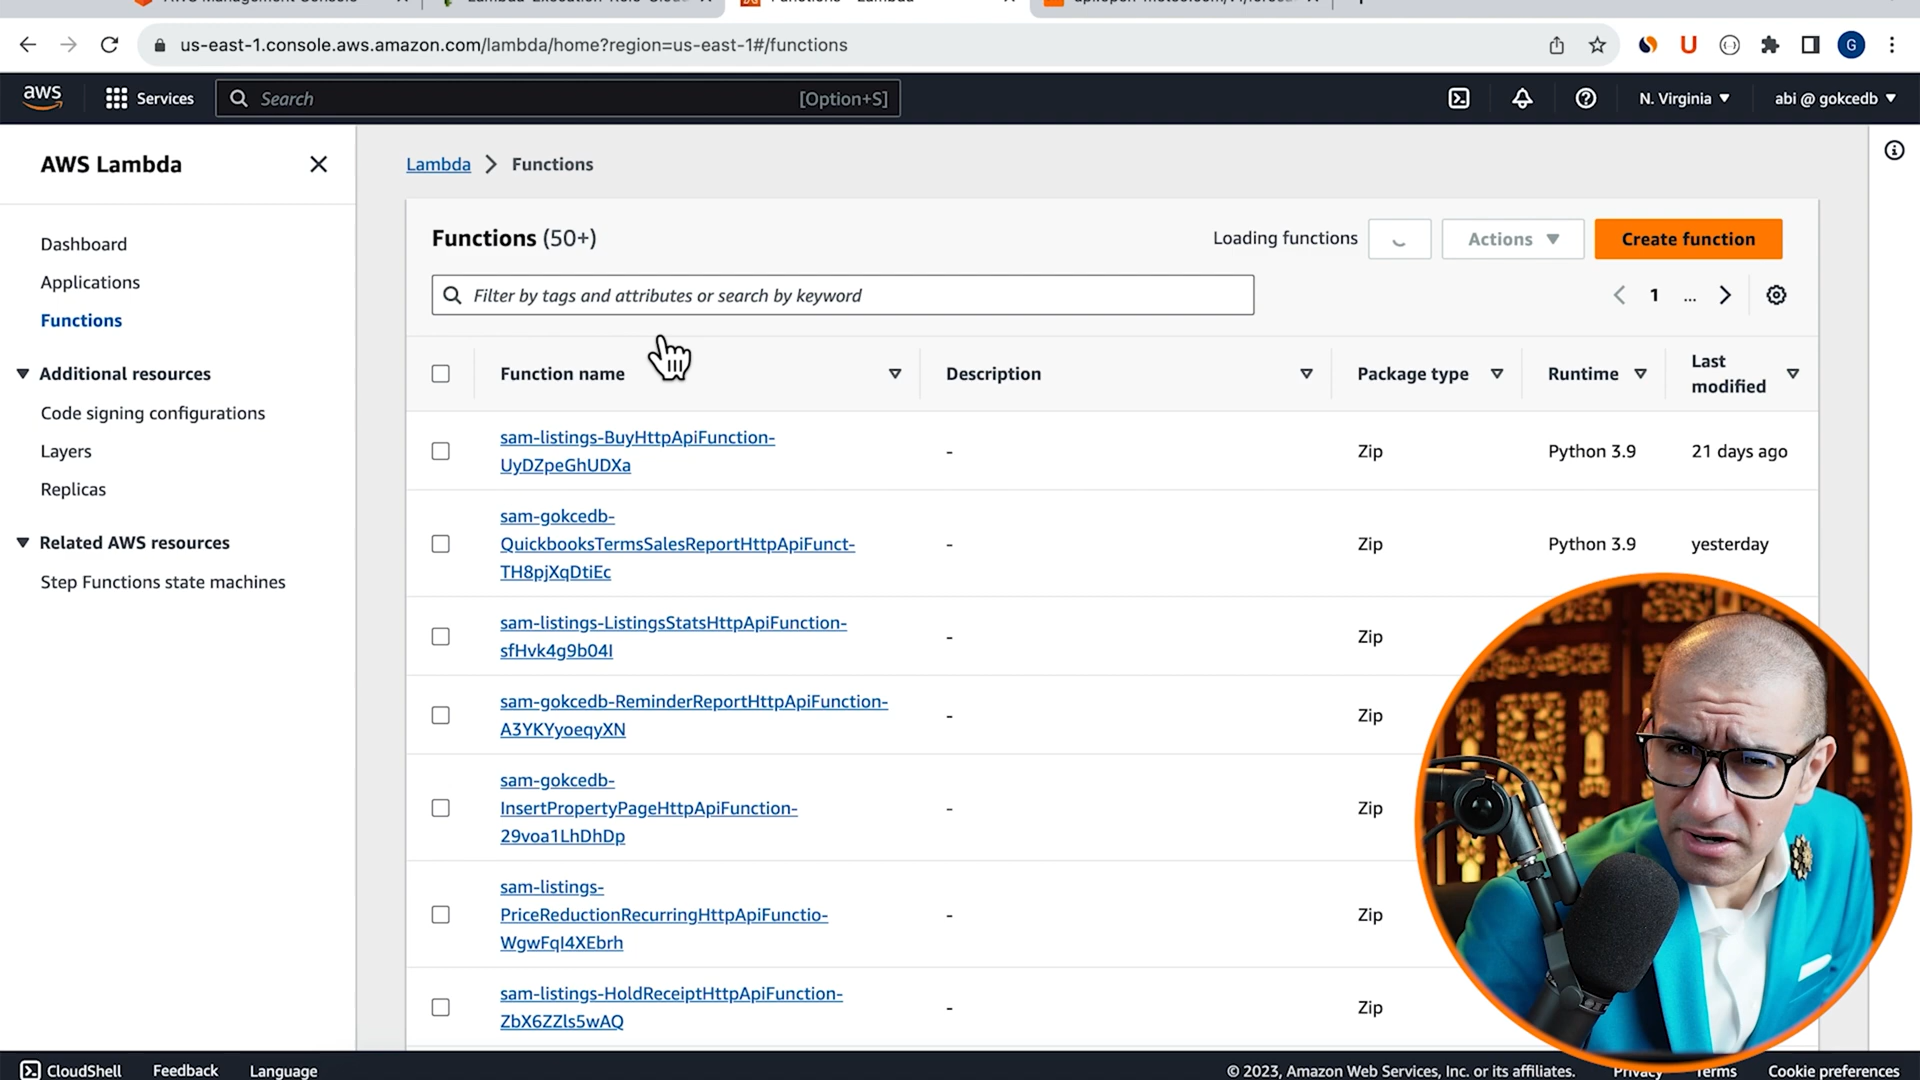 us-east-1.console.aws.amazon.com/lambda/home?region=us-east-1#/functions
G
aws
Services
Search
[Option+S]
N. Virginia
abi @ gokcedb
AWS Lambda
Dashboard
Applications
Functions
Additional resources
Code signing configurations
Layers
Replicas
Related AWS resources
Step Functions state machines
Lambda
Functions
Functions (50+)
Loading functions
Actions
Create function
Filter by tags and attributes or search by keyword
1
...
Function name
Description
Package type
Runtime
Last
modified
sam-listings-BuyHttpApiFunction-
UyDZpeGhUDXa
-
Zip
Python 3.9
21 days ago
sam-gokcedb-
QuickbooksTermsSalesReportHttpApiFunct-
TH8pjXqDtiEc
-
Zip
Python 3.9
yesterday
sam-listings-ListingsStatsHttpApiFunction-
sfHvk4g9b04I
-
Zip
sam-gokcedb-ReminderReportHttpApiFunction-
A3YKYyoeqyXN
-
Zip
sam-gokcedb-
InsertPropertyPageHttpApiFunction-
29voa1LhDhDp
-
Zip
sam-listings-
PriceReductionRecurringHttpApiFunctio-
WgwFqI4XEbrh
-
Zip
sam-listings-HoldReceiptHttpApiFunction-
ZbX6ZZls5wAQ
-
Zip
CloudShell
Feedback
Language
© 2023, Amazon Web Services, Inc. or its affiliates.
Privacy
Terms
Cookie preferences